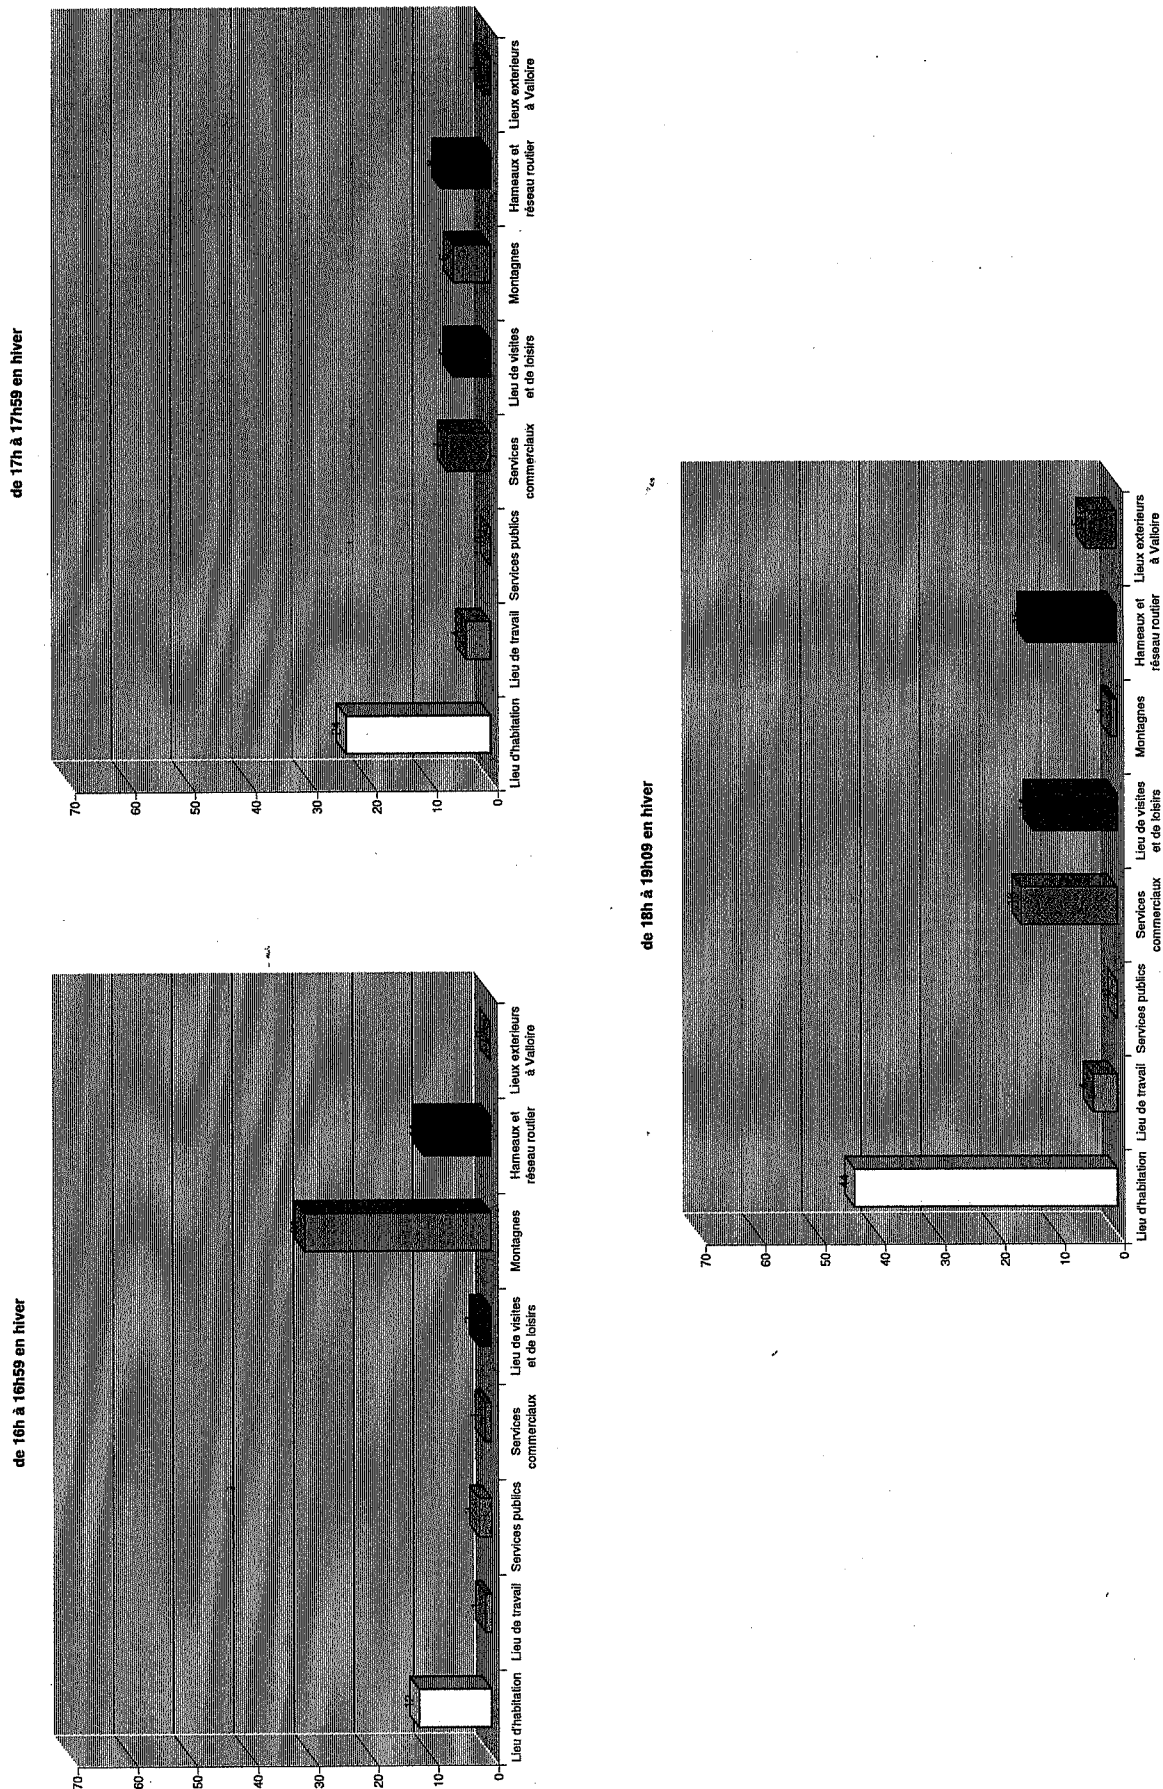 de 16h à 16h59 en hiver
70
60
50
40
30
20
10
0
12
Lieu d'habitation
Lieu de travail
Services publics
Services
commerciaux
Lieu de visites
et de loisirs
Montagnes
Hameaux et
réseau routier
Lieux exterieurs
à Valloire
de 17h à 17h59 en hiver
70
60
50
40
30
20
10
0
24
Lieu d'habitation
Lieu de travail
Services publics
Services
commerciaux
Lieu de visites
et de loisirs
Montagnes
Hameaux et
réseau routier
Lieux exterieurs
à Valloire
de 18h à 19h09 en hiver
70
60
50
40
30
20
10
0
44
Lieu d'habitation
Lieu de travail
Services publics
Services
commerciaux
Lieu de visites
et de loisirs
Montagnes
Hameaux et
réseau routier
Lieux exterieurs
à Valloire